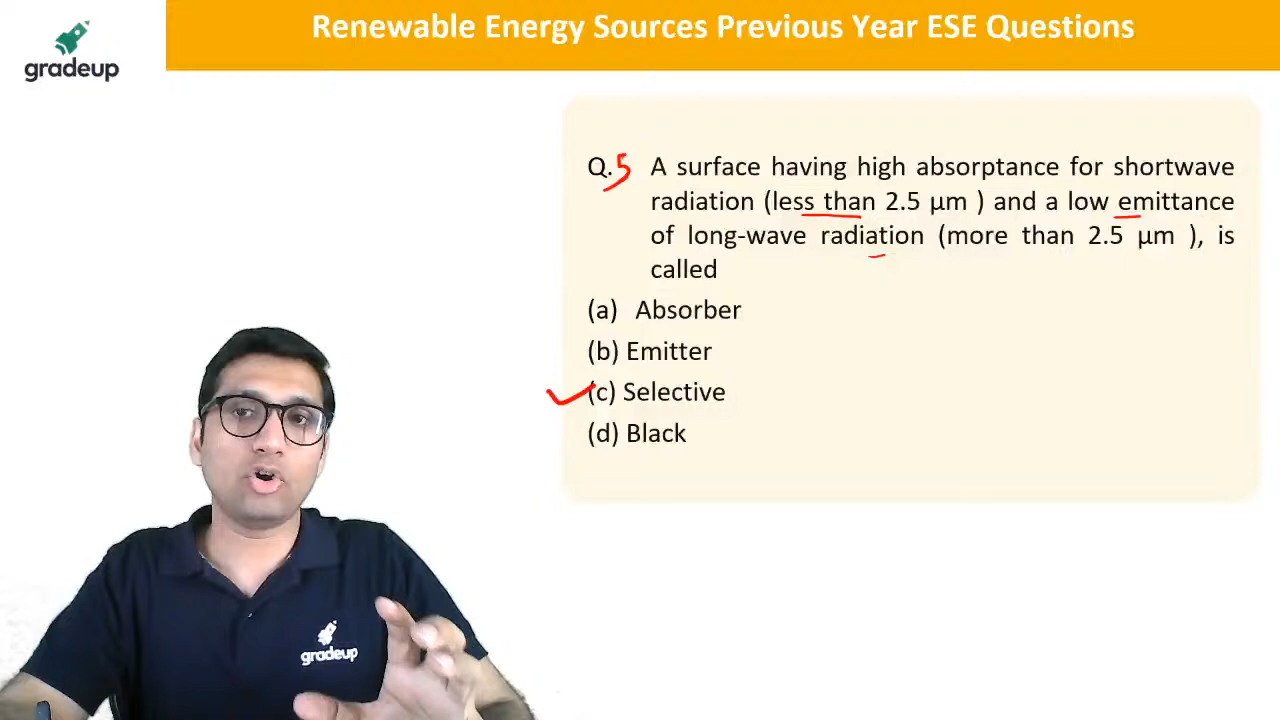 Renewable Energy Sources Previous Year ESE Questions
gradeup
Q.5 A surface having high absorptance for shortwave
radiation (less than 2.5 μm ) and a low emittance
of long-wave radiation (more than 2.5 μm ), is
called
(a) Absorber
(b) Emitter
(c) Selective
(d) Black
gradeup